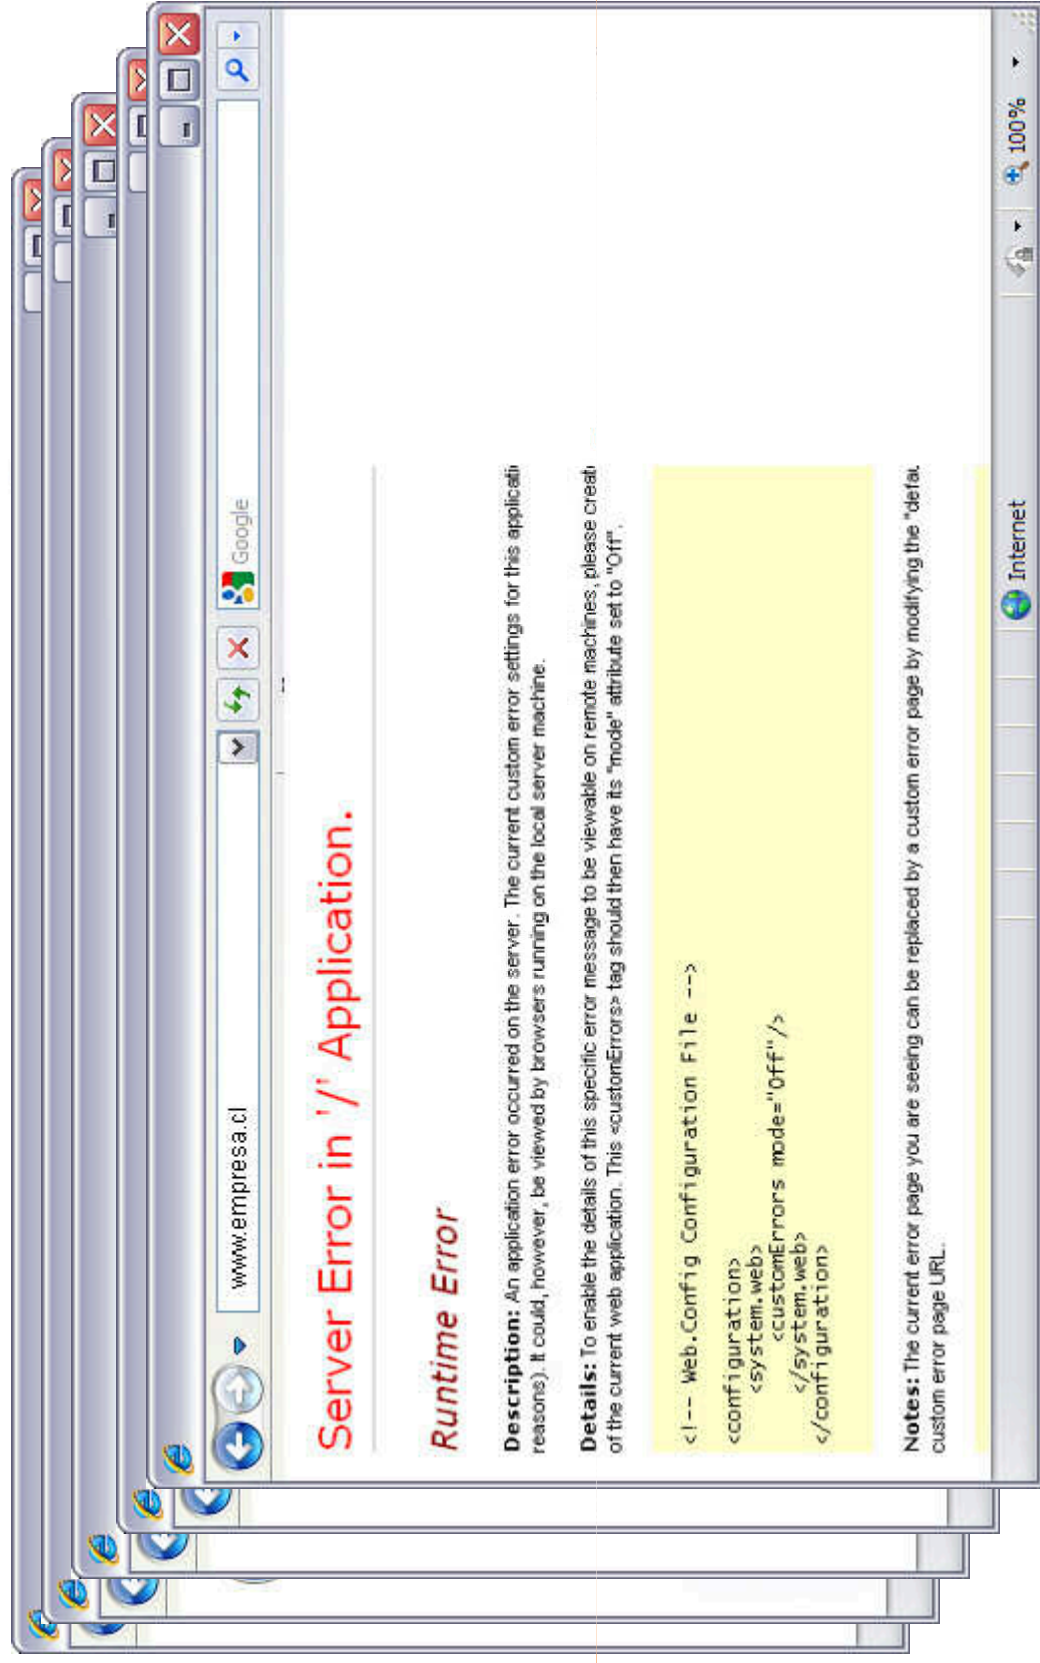 www.empresa.cl
Google
Server Error in '/' Application.
Runtime Error
Description: An application error occurred on the server. The current custom error settings for this applicati
reasons). It could, however, be viewed by browsers running on the local server machine.
Details: To enable the details of this specific error message to be viewable on remote machines, please creat
of the current web application. This <customErrors> tag should then have its "mode" attribute set to "Off".
<!-- Web.Config Configuration File -->
<configuration>
<system.web>
<customErrors mode="Off"/>
</system.web>
</configuration>
Notes: The current error page you are seeing can be replaced by a custom error page by modifying the "defau
custom error page URL.
Internet
100%